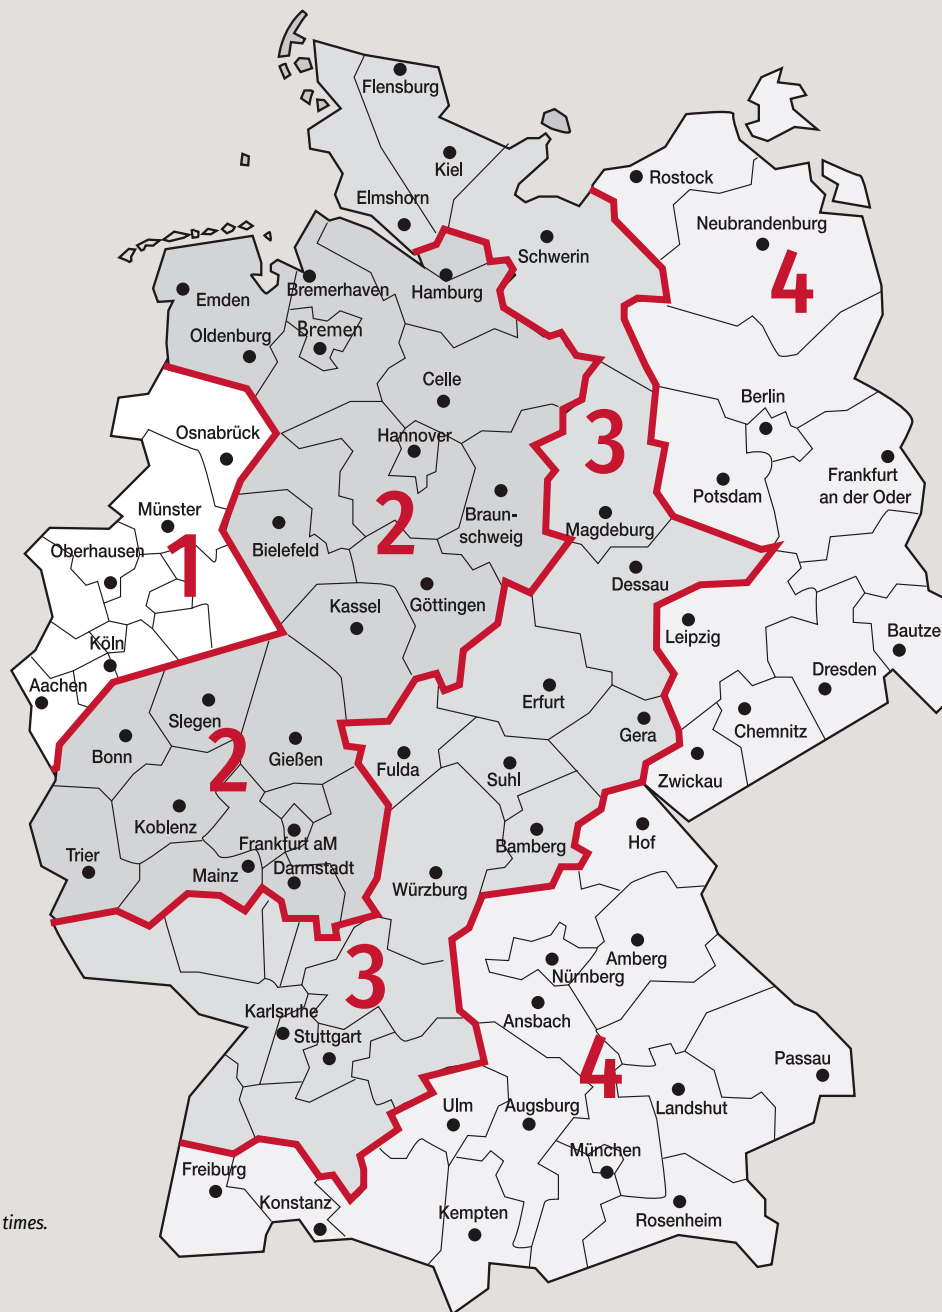 Flensburg
Kiel
Rostock
Elmshorn
Neubrandenburg
Schwerin
4
Bremerhaven
Hamburg
Emden
Bremen
Oldenburg
Celle
Berlin
Osnabrück
Hannover
3
Frankfurt
an der Oder
Potsdam
Münster
2
Braun-
schweig
Magdeburg
Bielefeld
Oberhausen
1
Dessau
Kassel
Göttingen
Leipzig
Bautze
Köln
Dresden
Aachen
Erfurt
Slegen
Chemnitz
Gera
Bonn
2
Gießen
Fulda
Suhl
Zwickau
Koblenz
Frankfurt aM
Bamberg
Hof
Trier
Mainz
Darmstadt
Würzburg
Amberg
3
Nürnberg
Karlsruhe
Ansbach
Stuttgart
4
Passau
Ulm
Augsburg
Landshut
München
Freiburg
Konstanz
Kempten
Rosenheim
times.